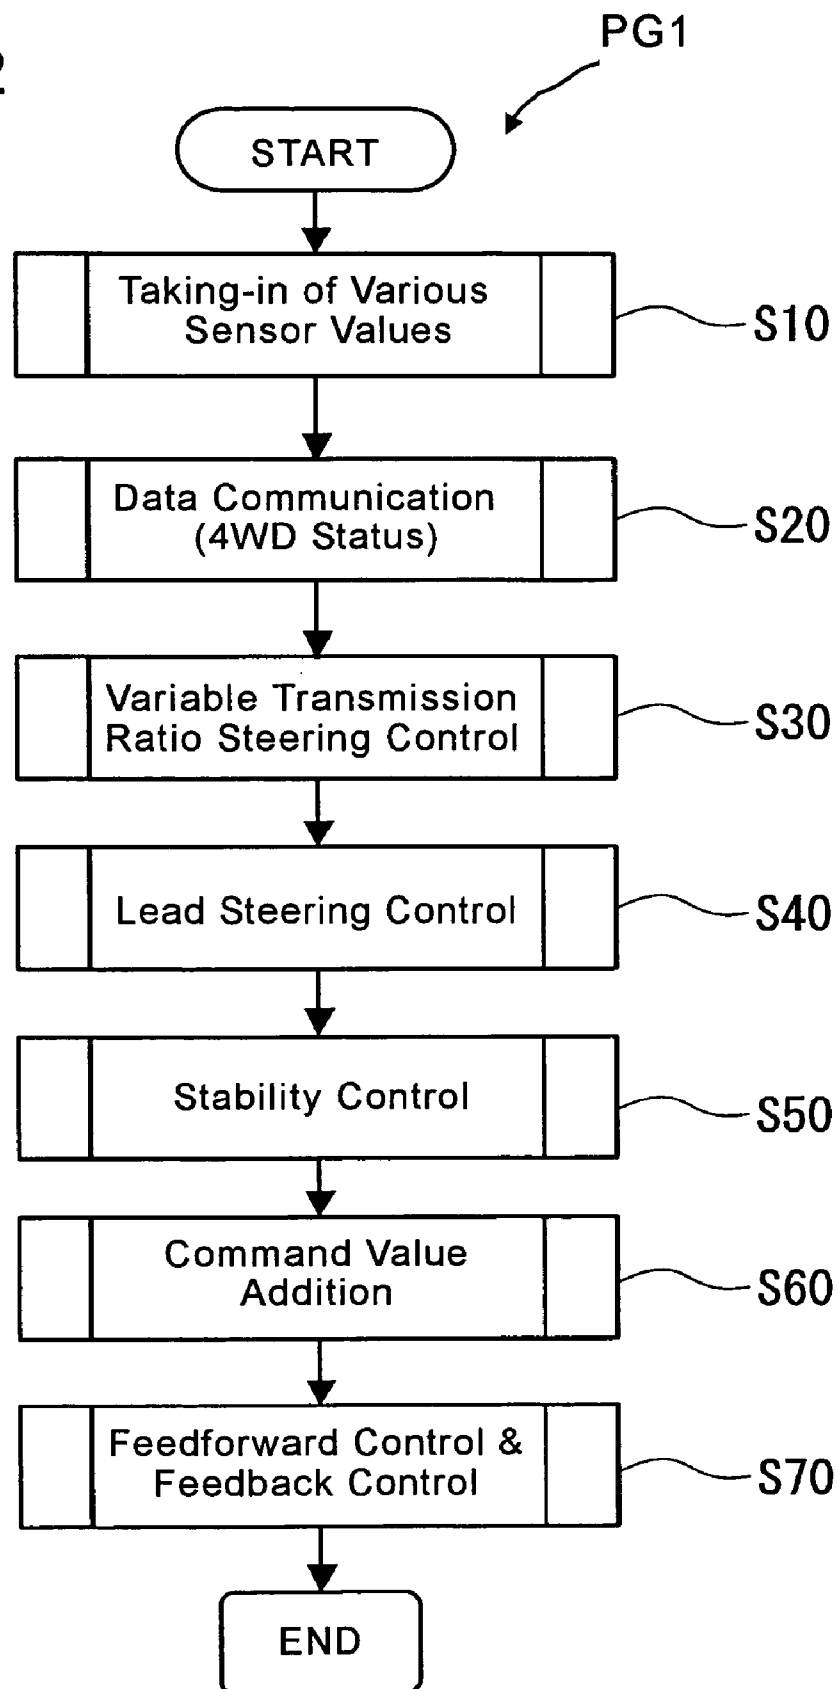 2
PG1
START
Taking-in of Various
Sensor Values
S10
Data Communication
(4WD Status)
S20
Variable Transmission
Ratio Steering Control
S30
Lead Steering Control
S40
Stability Control
S50
Command Value
Addition
S60
Feedforward Control &
Feedback Control
S70
END